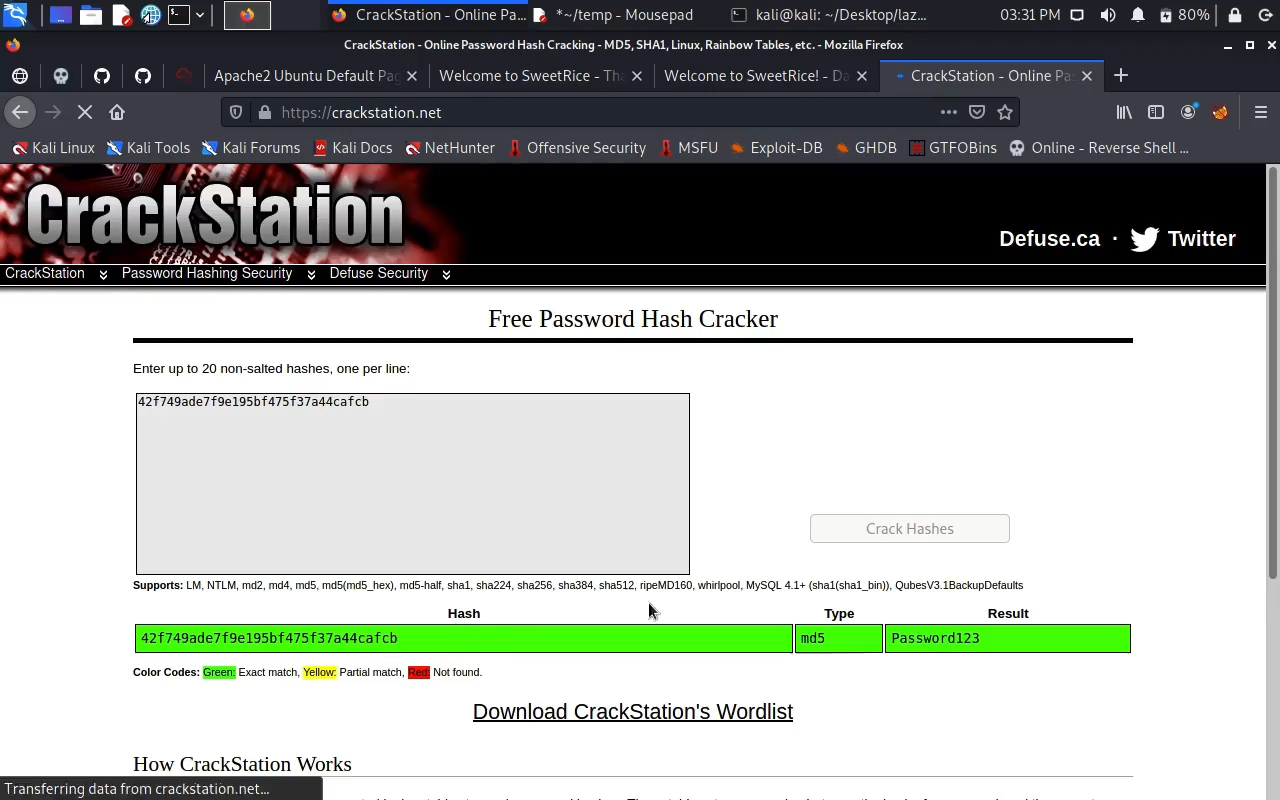 CrackStation - Online Pa...
*~/temp - Mousepad
kali@kali: ~/Desktop/laz...
03:31 PM
80%
CrackStation - Online Password Hash Cracking - MD5, SHA1, Linux, Rainbow Tables, etc. - Mozilla Firefox
Apache2 Ubuntu Default Pag
Welcome to SweetRice - Tha
Welcome to SweetRice! - Da
CrackStation - Online Pas
https://crackstation.net
Kali Linux
Kali Tools
Kali Forums
Kali Docs
NetHunter
Offensive Security
MSFU
Exploit-DB
GHDB
GTFOBins
Online - Reverse Shell ...
CrackStation
Defuse.ca · Twitter
CrackStation
Password Hashing Security
Defuse Security
Free Password Hash Cracker
Enter up to 20 non-salted hashes, one per line:
42f749ade7f9e195bf475f37a44cafcb
Crack Hashes
Supports: LM, NTLM, md2, md4, md5, md5(md5_hex), md5-half, sha1, sha224, sha256, sha384, sha512, ripeMD160, whirlpool, MySQL 4.1+ (sha1(sha1_bin)), QubesV3.1BackupDefaults
Hash Type Result
42f749ade7f9e195bf475f37a44cafcb md5 Password123
Color Codes: Green: Exact match, Yellow: Partial match, Red: Not found.
Download CrackStation's Wordlist
How CrackStation Works
Transferring data from crackstation.net...